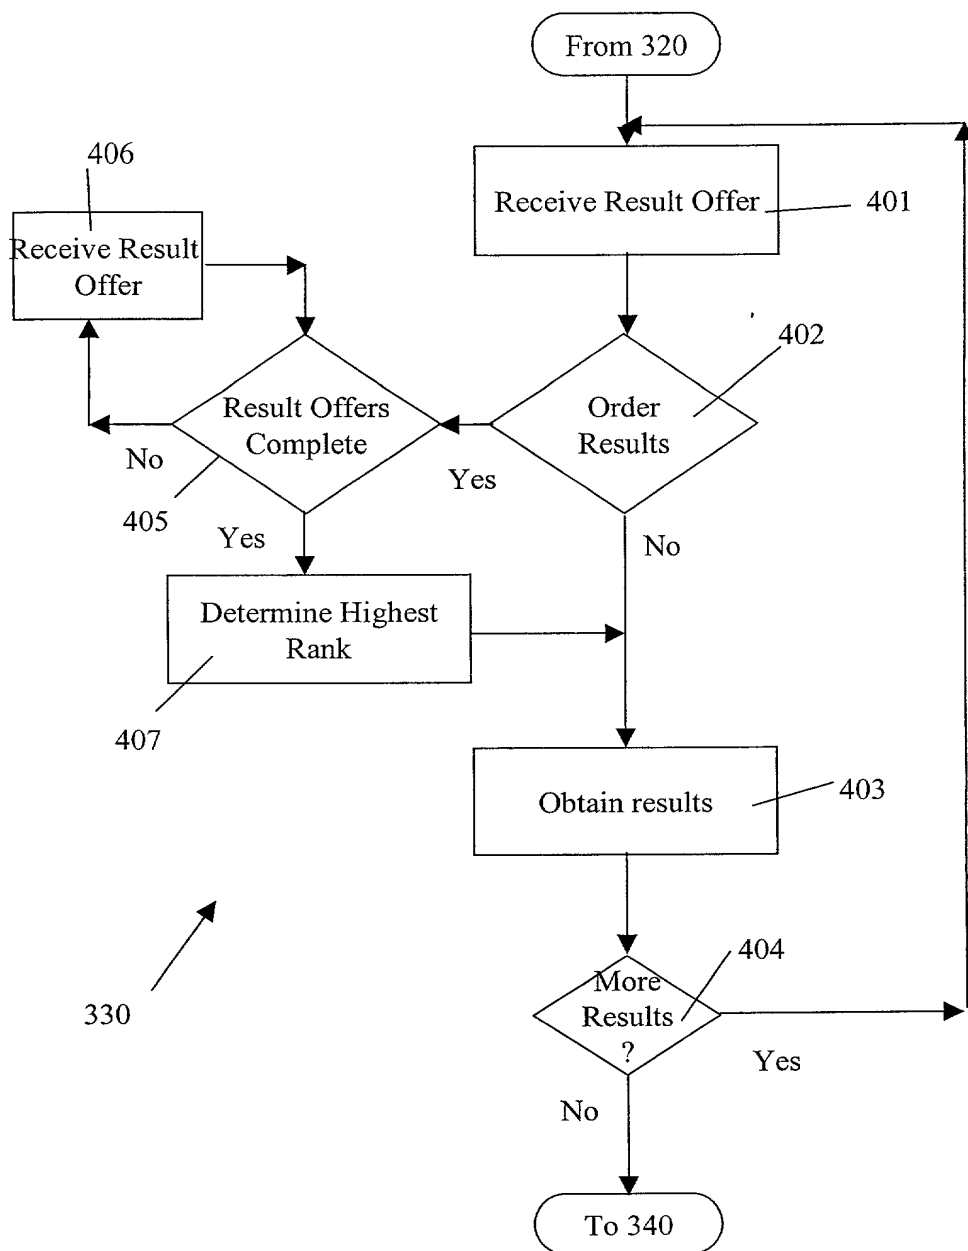 From 320
406
Receive Result Offer
401
Receive Result
Offer
402
Result Offers
Complete
Order
Results
No
Yes
405
Yes
No
Determine Highest
Rank
407
Obtain results
403
404
More
Results
?
330
Yes
No
To 340